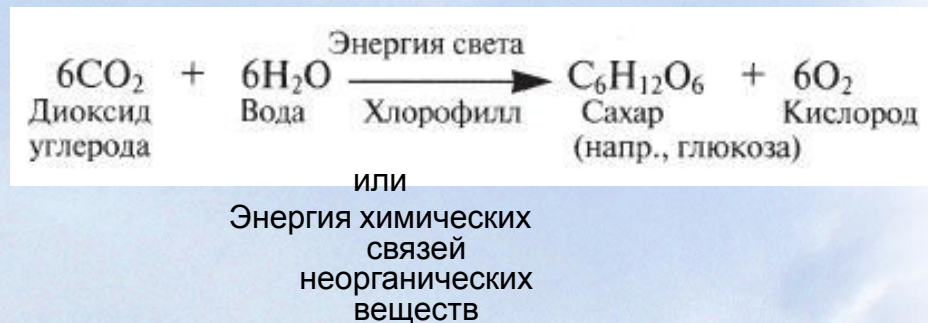 Энергия света
6CO₂ + 6H₂O ⟶ C₆H₁₂O₆ + 6O₂
Диоксид Вода Хлорофилл Сахар Кислород
углерода (напр., глюкоза)
или
Энергия химических
связей
неорганических
веществ